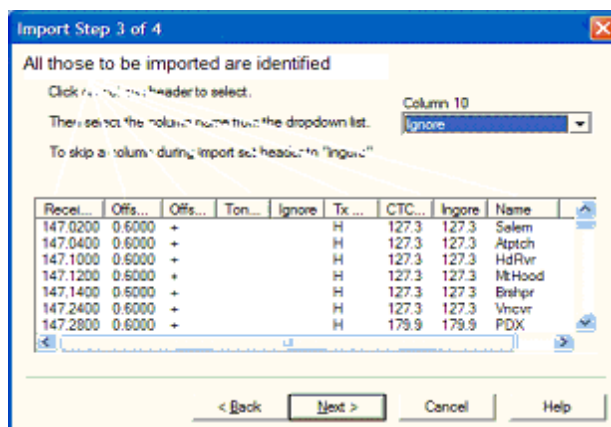 Import Step 3 of 4
All those to be imported are identified
Click header to select.
Column 10
Then select the column name from the dropdown list.
Ignore
To skip a column during import set header to "Ingore"
Recei... Offs... Offs... Ton... Ignore Tx ... CTC... Ingore Name
147.0200 0.6000 + H 127.3 127.3 Salem
147.0400 0.6000 + H 127.3 127.3 Atptch
147.1000 0.6000 + H 127.3 127.3 HdRvr
147.1200 0.6000 + H 127.3 127.3 Mt.Hood
147.1400 0.6000 + H 127.3 127.3 Brshpr
147.2400 0.6000 + H 127.3 127.3 Vncvr
147.2800 0.6000 + H 179.9 179.9 PDX
< Back Next > Cancel Help